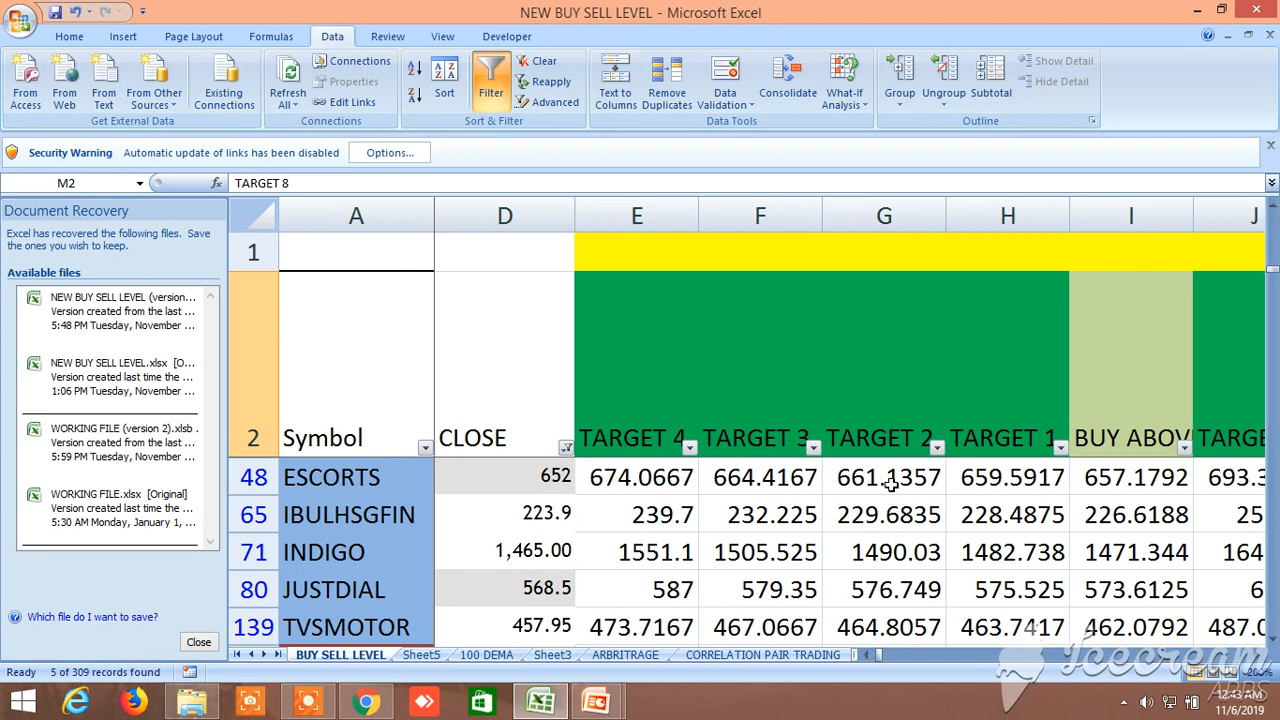 NEW BUY SELL LEVEL - Microsoft Excel
Home Insert Page Layout Formulas Data Review View Developer
From Access From Web From Text From Other Sources Existing Connections Refresh All Connections Properties Edit Links Sort Filter Clear Reapply Advanced Text to Columns Remove Duplicates Data Validation Consolidate What-If Analysis Group Ungroup Subtotal Show Detail Hide Detail
Get External Data Connections Sort & Filter Data Tools Outline
Security Warning Automatic update of links has been disabled Options...
M2 fx TARGET 8
Document Recovery
Excel has recovered the following files. Save
the ones you wish to keep.
Available files
NEW BUY SELL LEVEL (version...
Version created from the last ...
5:48 PM Tuesday, November ...
NEW BUY SELL LEVEL.xlsx [O...
Version created last time the ...
1:06 PM Tuesday, November ...
WORKING FILE (version 2).xlsb .
Version created from the last ...
5:59 PM Tuesday, November ...
WORKING FILE.xlsx [Original]
Version created last time the ...
5:30 AM Monday, January 1, ...
Which file do I want to save?
Close
A D E F G H I J
1
2 Symbol CLOSE TARGET 4 TARGET 3 TARGET 2 TARGET 1 BUY ABOV TARGE
48 ESCORTS 652 674.0667 664.4167 661.1357 659.5917 657.1792 693.3
65 IBULHSGFIN 223.9 239.7 232.225 229.6835 228.4875 226.6188 25
71 INDIGO 1,465.00 1551.1 1505.525 1490.03 1482.738 1471.344 164
80 JUSTDIAL 568.5 587 579.35 576.749 575.525 573.6125 6
139 TVSMOTOR 457.95 473.7167 467.0667 464.8057 463.7417 462.0792 487.0
BUY SELL LEVEL Sheet5 100 DEMA Sheet3 ARBRITRAGE CORRELATION PAIR TRADING
Ready 5 of 309 records found 200%
Icecream
APPS
12:43 AM
11/6/2019